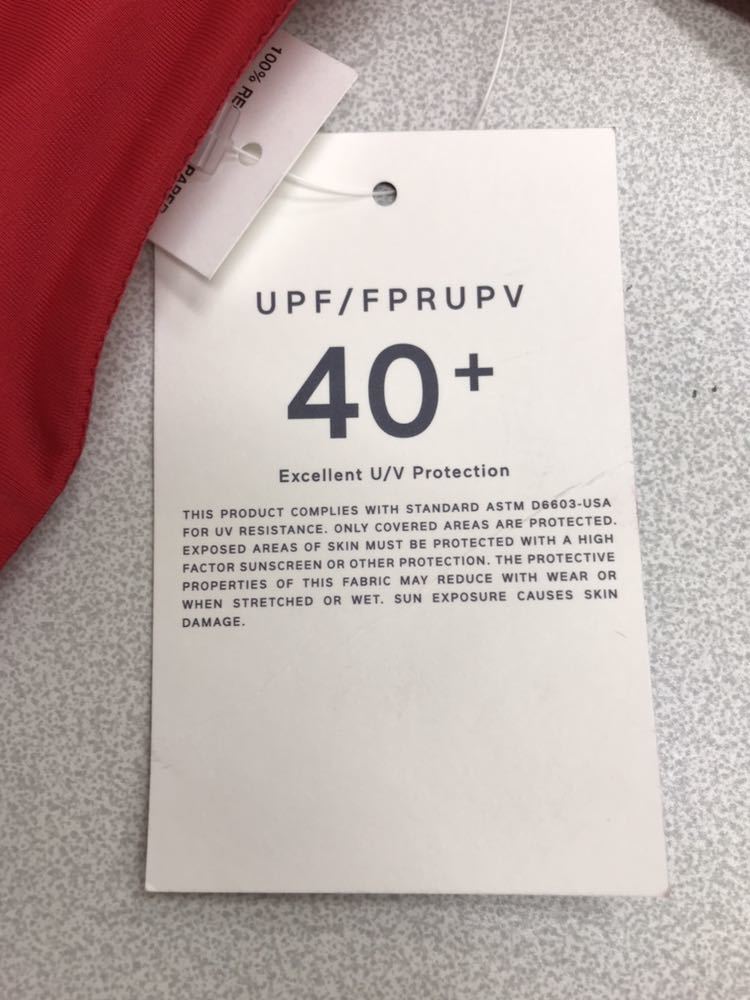 100%
UPF/FPRUPV
40+
Excellent U/V Protection
THIS PRODUCT COMPLIES WITH STANDARD ASTM D6603-USA
FOR UV RESISTANCE. ONLY COVERED AREAS ARE PROTECTED.
EXPOSED AREAS OF SKIN MUST BE PROTECTED WITH A HIGH
FACTOR SUNSCREEN OR OTHER PROTECTION. THE PROTECTIVE
PROPERTIES OF THIS FABRIC MAY REDUCE WITH WEAR OR
WHEN STRETCHED OR WET. SUN EXPOSURE CAUSES SKIN
DAMAGE.